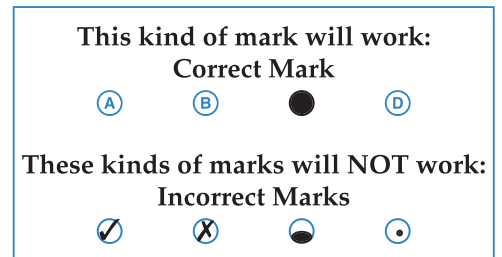 This kind of mark will work:
Correct Mark
A B D
These kinds of marks will NOT work:
Incorrect Marks